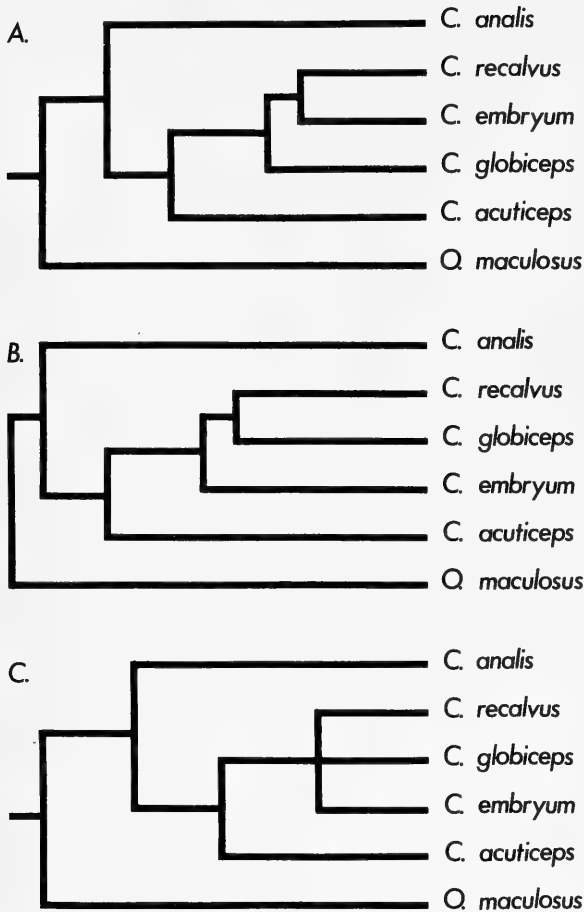 A.
C. analis
C. recalvus
C. embryum
C. globiceps
C. acuticeps
O. maculosus
B.
C. analis
C. recalvus
C. globiceps
C. embryum
C. acuticeps
O. maculosus
C.
C. analis
C. recalvus
C. globiceps
C. embryum
C. acuticeps
O. maculosus